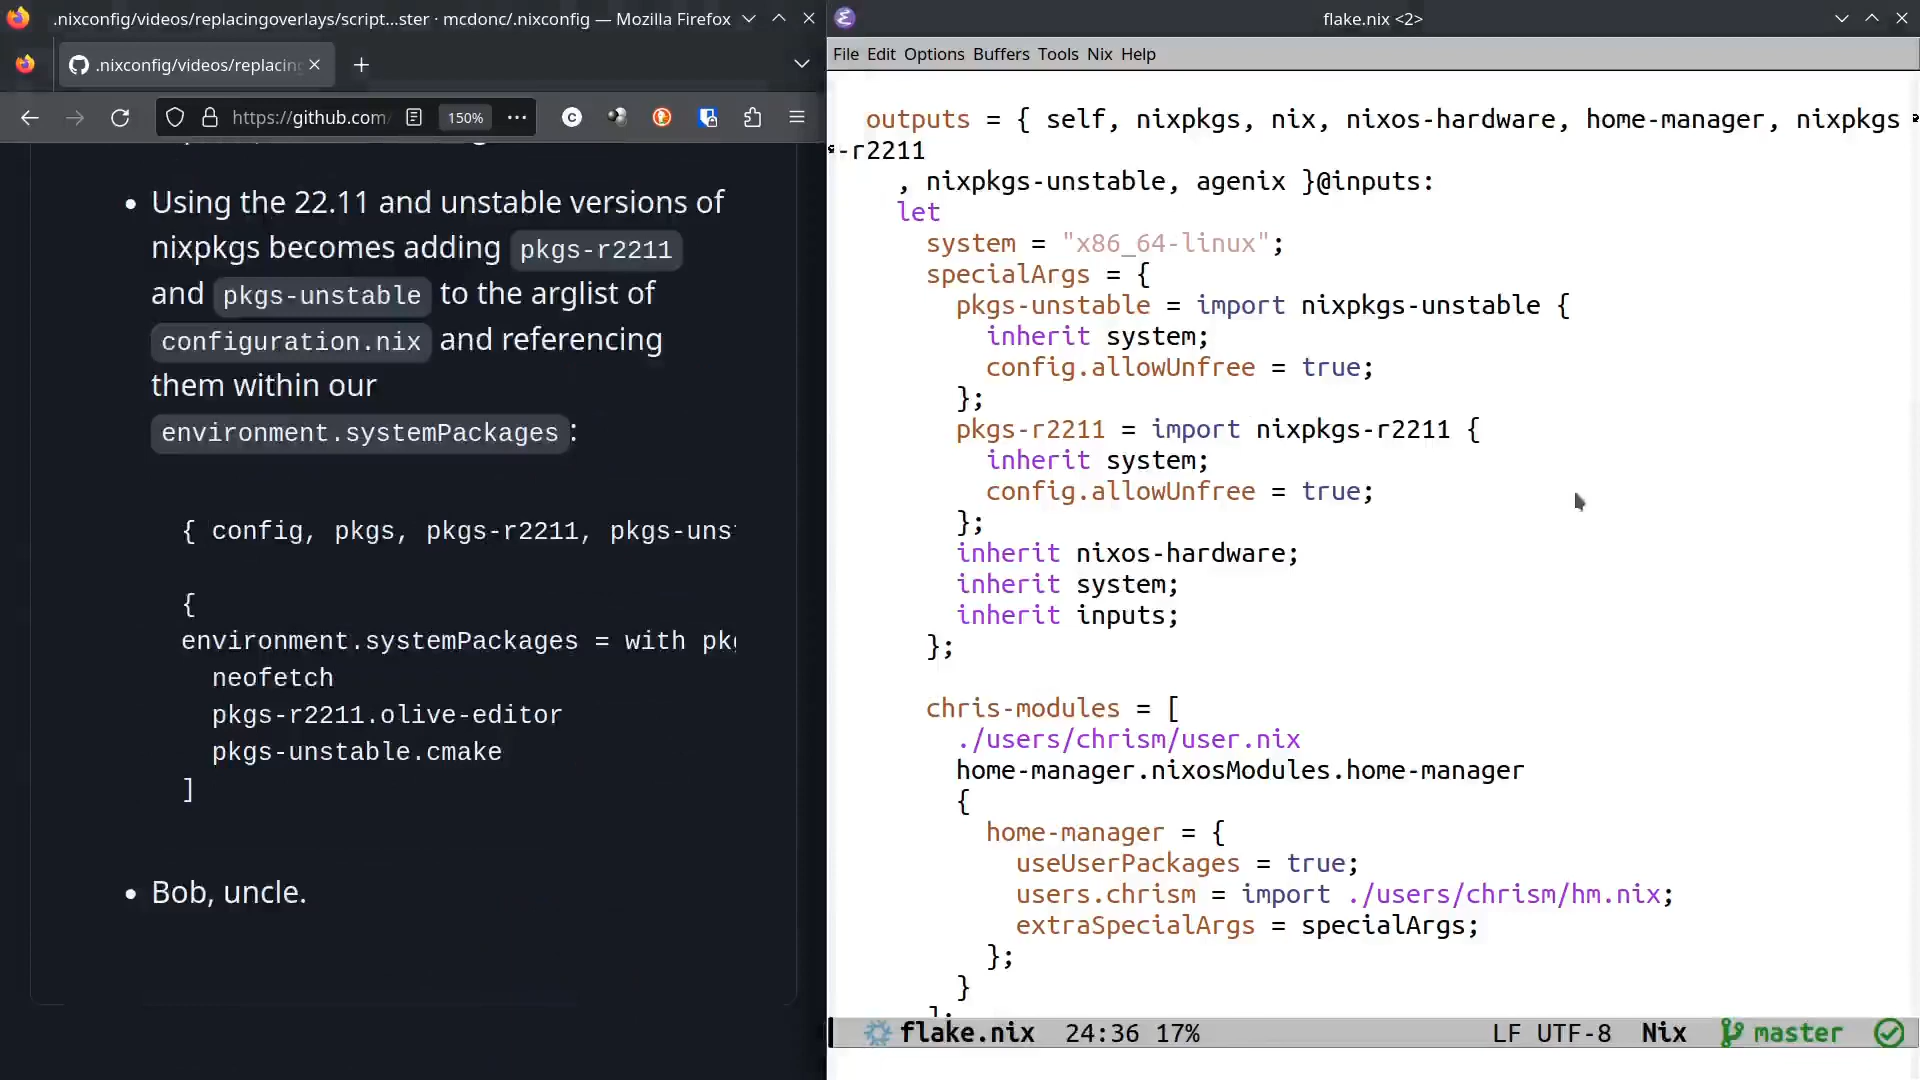 .nixconfig/videos/replacingoverlays/script...ster · mcdonc/.nixconfig — Mozilla Firefox
.nixconfig/videos/replacing
https://github.com/
150%
Using the 22.11 and unstable versions of
nixpkgs becomes adding pkgs-r2211
and pkgs-unstable to the arglist of
configuration.nix and referencing
them within our
environment.systemPackages:
{ config, pkgs, pkgs-r2211, pkgs-uns
{
environment.systemPackages = with pkg
neofetch
pkgs-r2211.olive-editor
pkgs-unstable.cmake
]
Bob, uncle.
flake.nix <2>
File Edit Options Buffers Tools Nix Help
outputs = { self, nixpkgs, nix, nixos-hardware, home-manager, nixpkgs
-r2211
, nixpkgs-unstable, agenix }@inputs:
let
system = "x86_64-linux";
specialArgs = {
pkgs-unstable = import nixpkgs-unstable {
inherit system;
config.allowUnfree = true;
};
pkgs-r2211 = import nixpkgs-r2211 {
inherit system;
config.allowUnfree = true;
};
inherit nixos-hardware;
inherit system;
inherit inputs;
};
chris-modules = [
./users/chrism/user.nix
home-manager.nixosModules.home-manager
{
home-manager = {
useUserPackages = true;
users.chrism = import ./users/chrism/hm.nix;
extraSpecialArgs = specialArgs;
};
}
];
flake.nix 24:36 17% LF UTF-8 Nix master